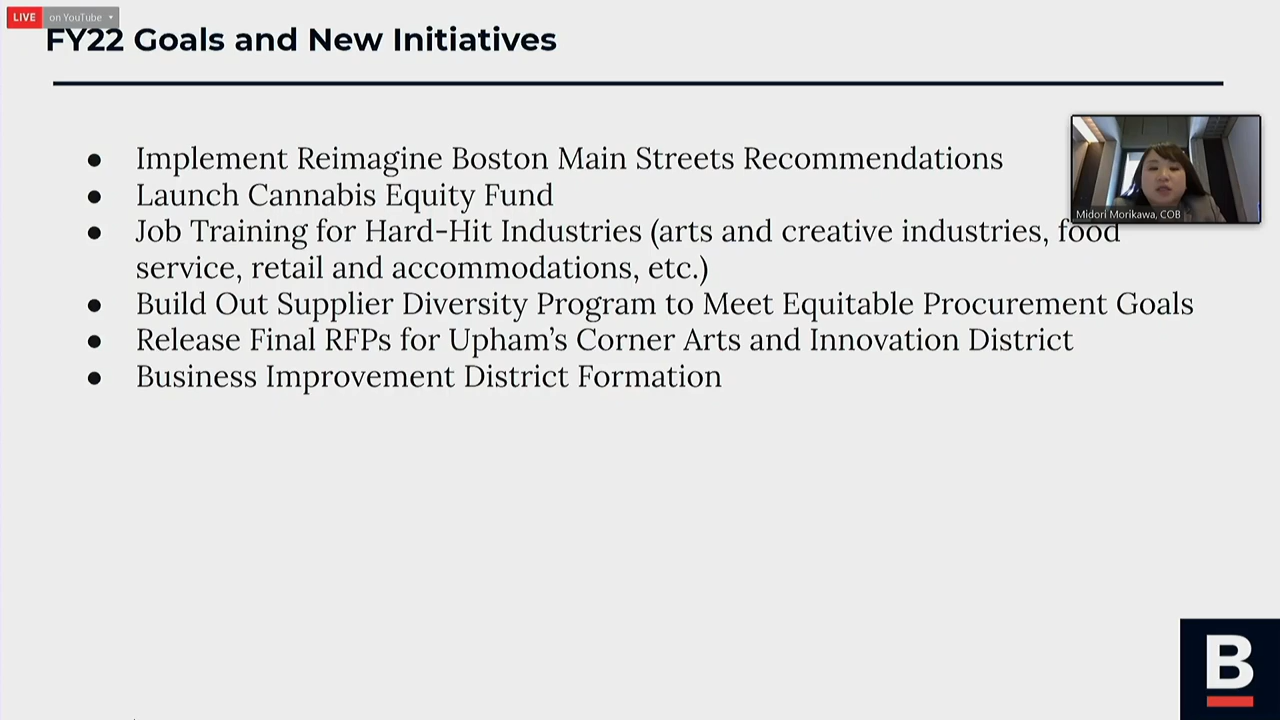 LIVE on YouTube
FY22 Goals and New Initiatives
● Implement Reimagine Boston Main Streets Recommendations
● Launch Cannabis Equity Fund
● Job Training for Hard-Hit Industries (arts and creative industries, food
service, retail and accommodations, etc.)
● Build Out Supplier Diversity Program to Meet Equitable Procurement Goals
● Release Final RFPs for Upham’s Corner Arts and Innovation District
● Business Improvement District Formation
Midori Morikawa, COB
B